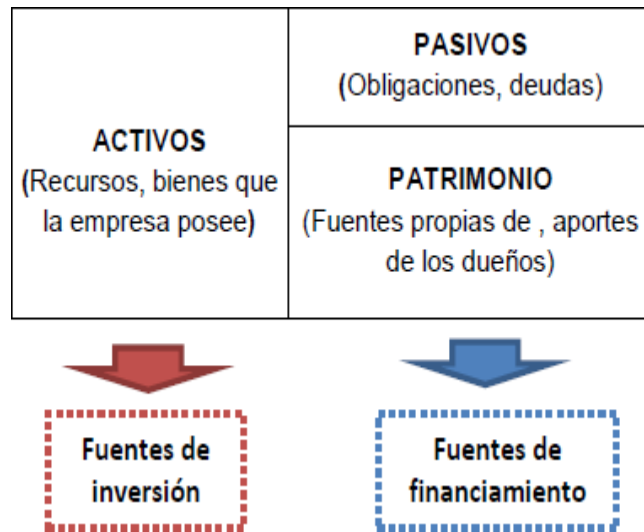 ACTIVOS
(Recursos, bienes que
la empresa posee)
PASIVOS
(Obligaciones, deudas)
PATRIMONIO
(Fuentes propias de , aportes
de los dueños)
Fuentes de
inversión
Fuentes de
financiamiento